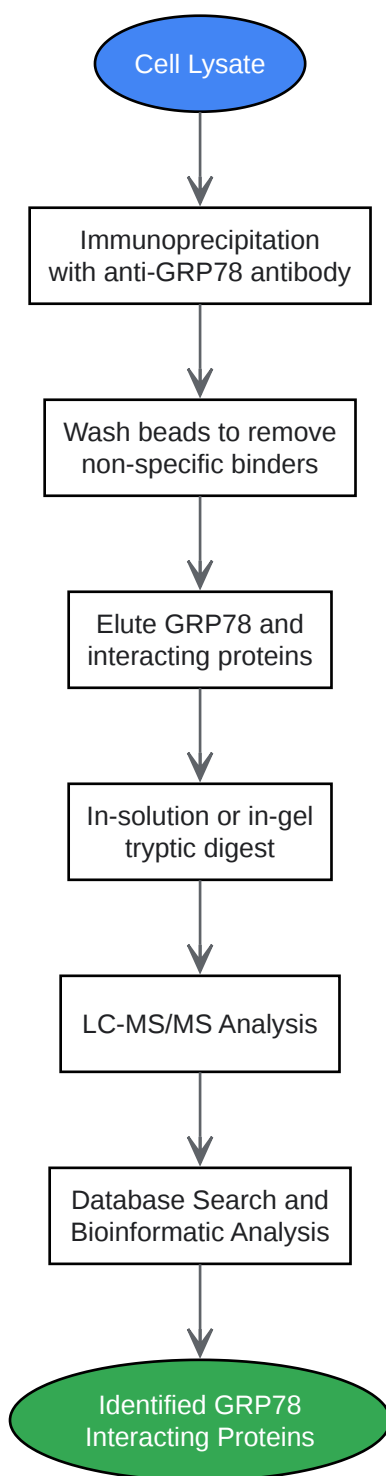 Cell Lysate
Immunoprecipitation
with anti-GRP78 antibody
Wash beads to remove
non-specific binders
Elute GRP78 and
interacting proteins
In-solution or in-gel
tryptic digest
LC-MS/MS Analysis
Database Search and
Bioinformatic Analysis
Identified GRP78
Interacting Proteins